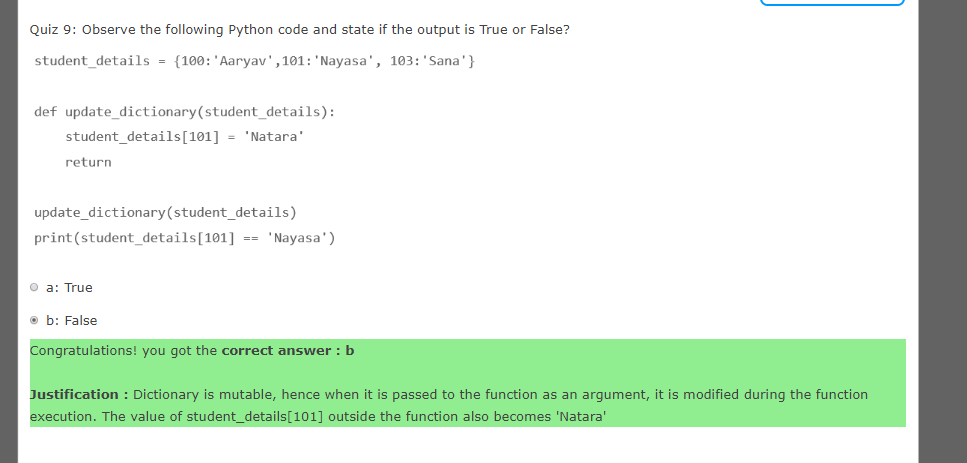 Quiz 9: Observe the following Python code and state if the output is True or False?
student_details = {100:'Aaryav',101:'Nayasa', 103:'Sana'}
def update_dictionary(student_details):
    student_details[101] = 'Natara'
    return
update_dictionary(student_details)
print(student_details[101] == 'Nayasa')
a: True
b: False
Congratulations! you got the correct answer : b
Justification : Dictionary is mutable, hence when it is passed to the function as an argument, it is modified during the function
execution. The value of student_details[101] outside the function also becomes 'Natara'